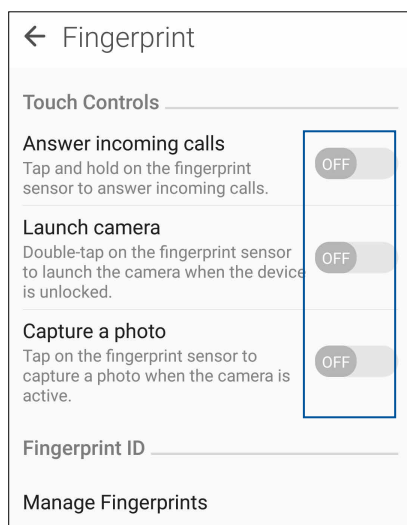 Fingerprint
Touch Controls
Answer incoming calls
Tap and hold on the fingerprint
sensor to answer incoming calls.
OFF
Launch camera
Double-tap on the fingerprint sensor
to launch the camera when the device
is unlocked.
OFF
Capture a photo
Tap on the fingerprint sensor to
capture a photo when the camera is
active.
OFF
Fingerprint ID
Manage Fingerprints